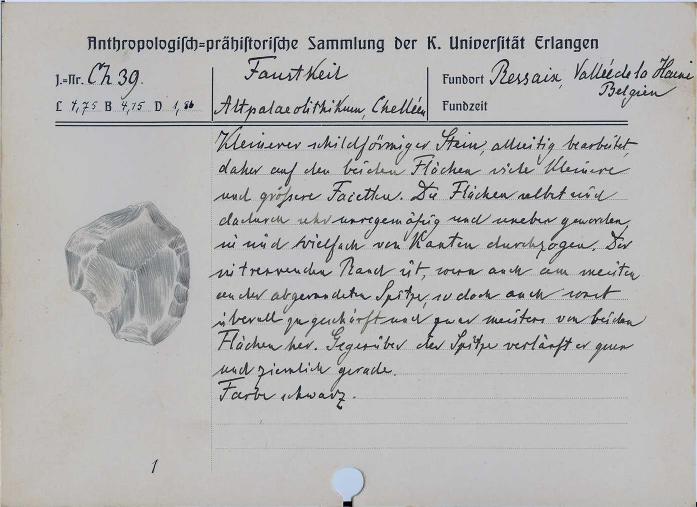 Anthropologisch=prähistorische Sammlung der K. Universität Erlangen
J.=Nr. Ch 39.
L 4,75 B 4,75 D 1,86
Faustkeil
Altpalaeolithikum, Chelléen
Fundort Ressaix, Vallée de la Haine
Belgien
Fundzeit
Kleinerer schildförmiger Stein, allseitig bearbeitet,
daher auf den beiden Flächen viele kleinere
und größere Facetten. Die Flächen selbst sind
dadurch sehr unregemäßig und uneben geworden,
sie sind vielfach von Kanten durchzogen. Der
Rand ist, wenn auch am meisten
an der abgerundeten Spitze, so doch auch sonst
überall zugeschärft und zwar meistens von beiden
Flächen her. Gegenüber der Spitze verläuft er quer
und ziemlich gerade.
Farbe schwarz.
1